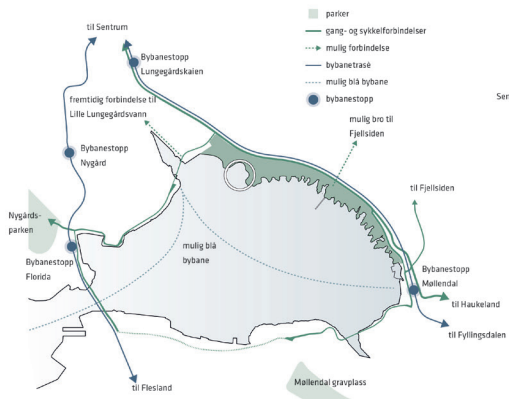 til Sentrum
Bybanestopp
Lungegårdskaien
fremtidig forbindelse til
Lille Lungegårdsvann
Bybanestopp
Nygård
Nygårds-
parken
Bybanestopp
Florida
mulig blå
bybane
til Flesland
parker
gang- og sykkelforbindelser
mulig forbindelse
bybanetrasé
mulig blå bybane
bybanestopp
mulig bro til
Fjellsiden
til Fjellsiden
Bybanestopp
Møllendal
til Haukeland
til Fyllingsdalen
Møllendal gravplass
Sen